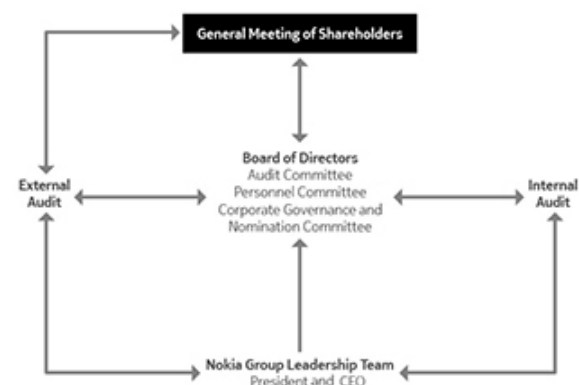 General Meeting of Shareholders
Board of Directors
Audit Committee
Personnel Committee
Corporate Governance and
Nomination Committee
External
Audit
Internal
Audit
Nokia Group Leadership Team
President and CEO